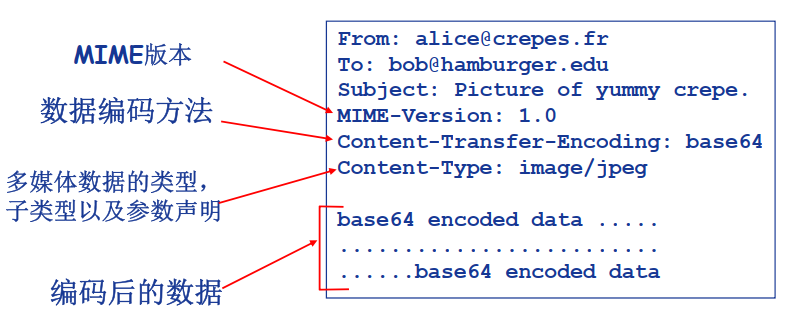 MIME版本
数据编码方法
多媒体数据的类型,
子类型以及参数声明
编码后的数据
From: alice@crepes.fr
To: bob@hamburger.edu
Subject: Picture of yummy crepe.
MIME-Version: 1.0
Content-Transfer-Encoding: base64
Content-Type: image/jpeg
base64 encoded data .....
.........................
......base64 encoded data